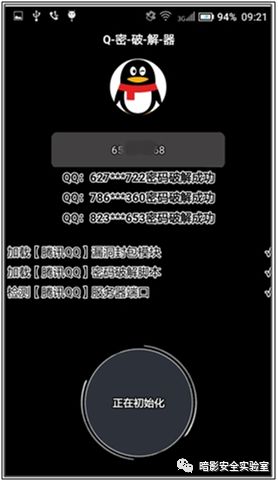 3G 94% 09:21
Q-密-破-解-器
65 68
QQ：627***722密码破解成功
QQ：786***360密码破解成功
QQ：823***653密码破解成功
加载【腾讯QQ】漏洞封包模块 √
加载【腾讯QQ】密码破解脚本 √
检测【腾讯QQ】服务器端口 √
正在初始化
暗影安全实验室